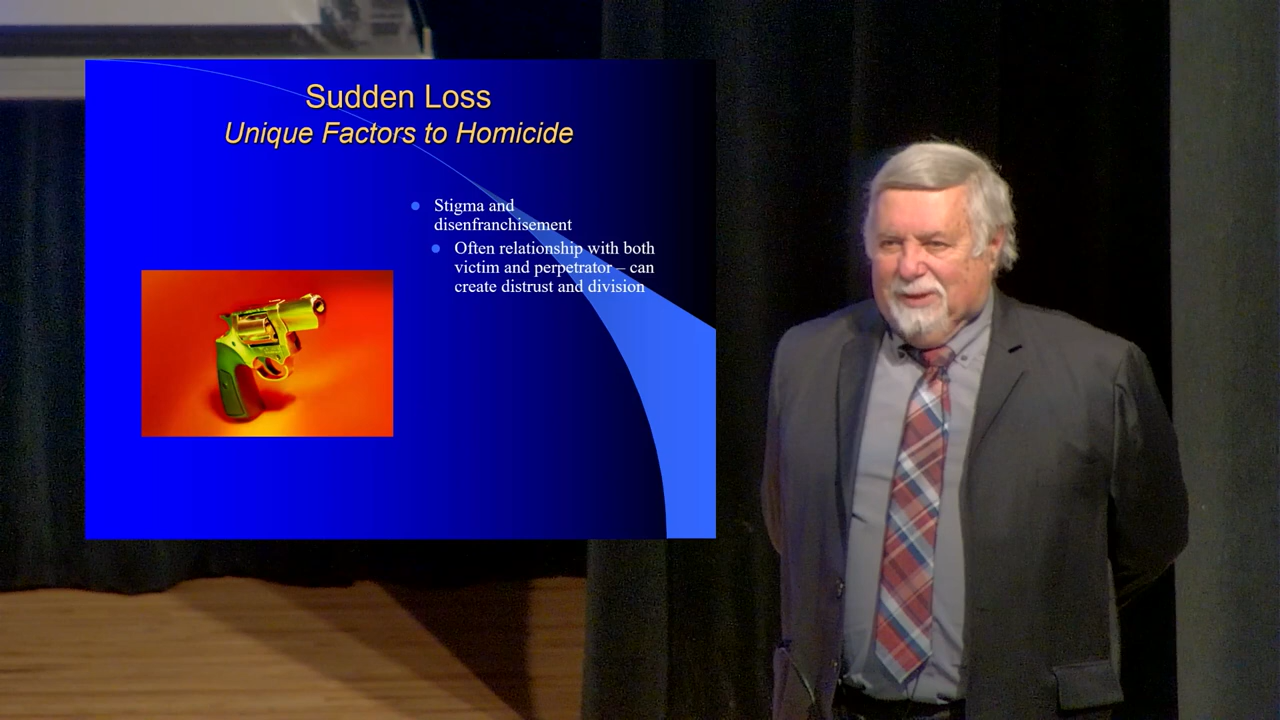 Sudden Loss
Unique Factors to Homicide
Stigma and
disenfranchisement
Often relationship with both
victim and perpetrator – can
create distrust and division